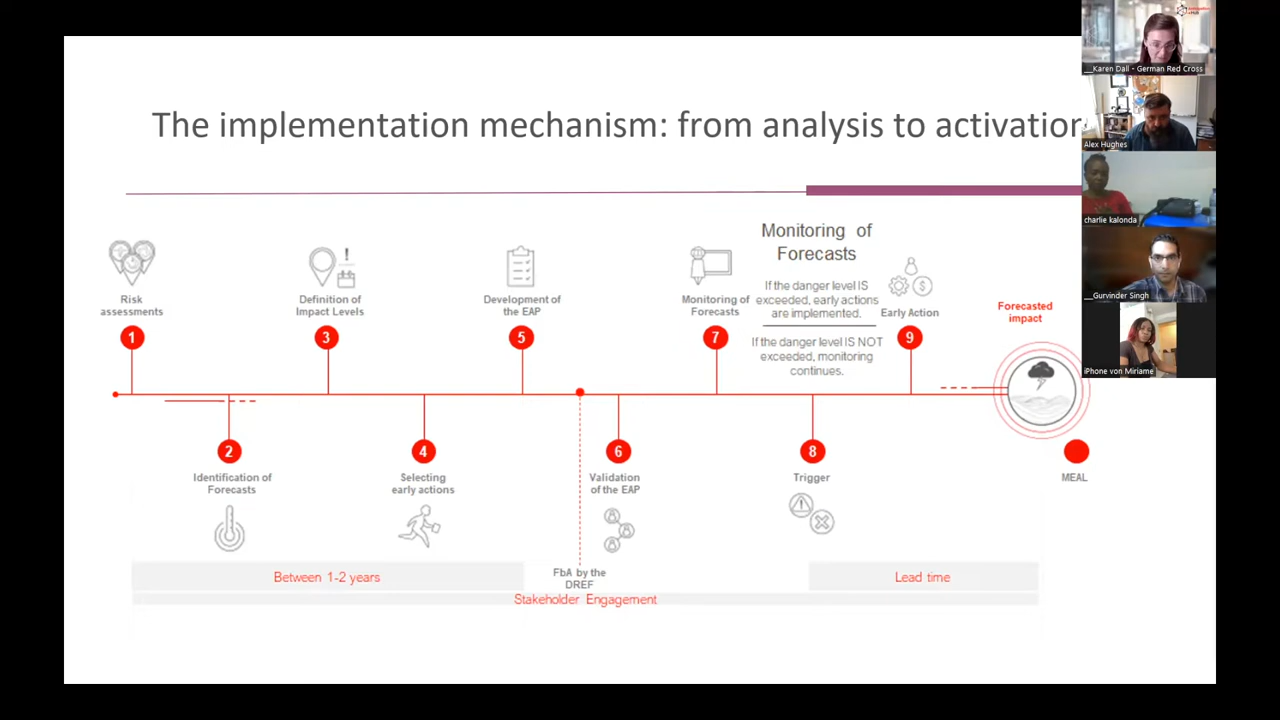 The implementation mechanism: from analysis to activation
Risk
assessments
1
Definition of
Impact Levels
3
Development of
the EAP
5
Monitoring of
Forecasts
7
Monitoring of
Forecasts
If the danger level IS
exceeded, early actions
are implemented.
If the danger level IS NOT
exceeded, monitoring
continues.
Early Action
9
Forecasted
impact
2
Identification of
Forecasts
4
Selecting
early actions
6
Validation
of the EAP
8
Trigger
MEAL
Between 1-2 years
FbA by the
DREF
Lead time
Stakeholder Engagement
__Karen Dall - German Red Cross
Alex Hughes
charlie kalonda
__Gurvinder Singh
iPhone von Miriame